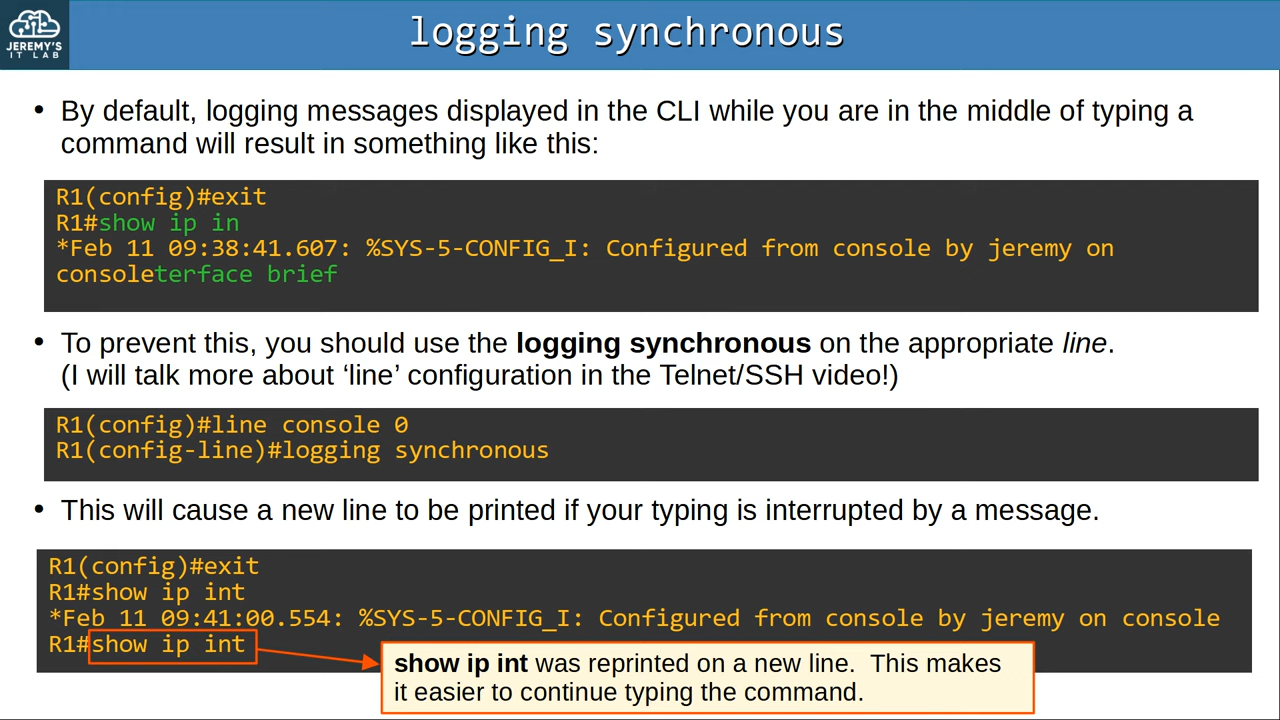 JEREMY'S
IT LAB
logging synchronous
• By default, logging messages displayed in the CLI while you are in the middle of typing a
command will result in something like this:
R1(config)#exit
R1#show ip in
*Feb 11 09:38:41.607: %SYS-5-CONFIG_I: Configured from console by jeremy on
consoleterface brief
• To prevent this, you should use the logging synchronous on the appropriate line.
(I will talk more about ‘line’ configuration in the Telnet/SSH video!)
R1(config)#line console 0
R1(config-line)#logging synchronous
• This will cause a new line to be printed if your typing is interrupted by a message.
R1(config)#exit
R1#show ip int
*Feb 11 09:41:00.554: %SYS-5-CONFIG_I: Configured from console by jeremy on console
R1#show ip int
show ip int was reprinted on a new line. This makes
it easier to continue typing the command.